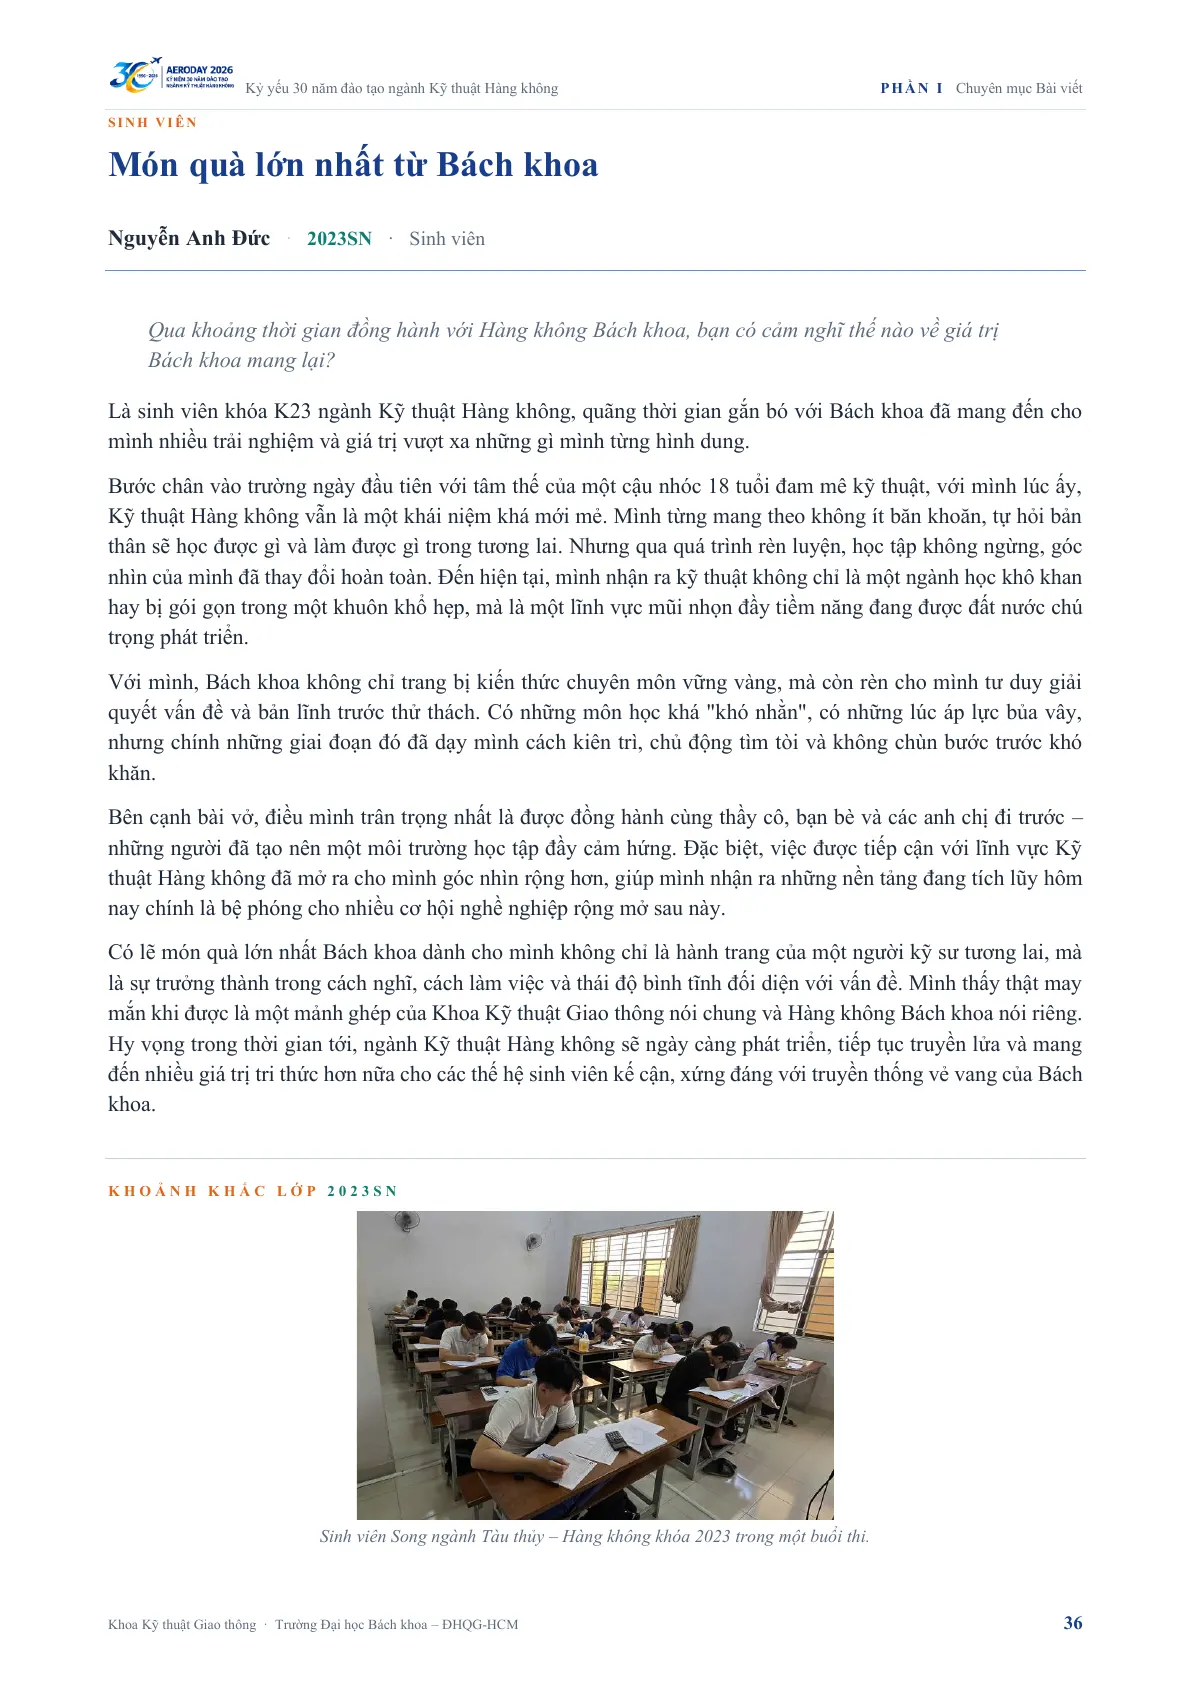 30
1996 - 2026
AERODAY 2026
KỶ NIỆM 30 NĂM ĐÀO TẠO
NGÀNH KỸ THUẬT HÀNG KHÔNG
Kỷ yếu 30 năm đào tạo ngành Kỹ thuật Hàng không
PHẦN I Chuyên mục Bài viết
SINH VIÊN
Món quà lớn nhất từ Bách khoa
Nguyễn Anh Đức · 2023SN · Sinh viên
Qua khoảng thời gian đồng hành với Hàng không Bách khoa, bạn có cảm nghĩ thế nào về giá trị
Bách khoa mang lại?
Là sinh viên khóa K23 ngành Kỹ thuật Hàng không, quãng thời gian gắn bó với Bách khoa đã mang đến cho
mình nhiều trải nghiệm và giá trị vượt xa những gì mình từng hình dung.
Bước chân vào trường ngày đầu tiên với tâm thế của một cậu nhóc 18 tuổi đam mê kỹ thuật, với mình lúc ấy,
Kỹ thuật Hàng không vẫn là một khái niệm khá mới mẻ. Mình từng mang theo không ít băn khoăn, tự hỏi bản
thân sẽ học được gì và làm được gì trong tương lai. Nhưng qua quá trình rèn luyện, học tập không ngừng, góc
nhìn của mình đã thay đổi hoàn toàn. Đến hiện tại, mình nhận ra kỹ thuật không chỉ là một ngành học khô khan
hay bị gói gọn trong một khuôn khổ hẹp, mà là một lĩnh vực mũi nhọn đầy tiềm năng đang được đất nước chú
trọng phát triển.
Với mình, Bách khoa không chỉ trang bị kiến thức chuyên môn vững vàng, mà còn rèn cho mình tư duy giải
quyết vấn đề và bản lĩnh trước thử thách. Có những môn học khá "khó nhằn", có những lúc áp lực bủa vây,
nhưng chính những giai đoạn đó đã dạy mình cách kiên trì, chủ động tìm tòi và không chùn bước trước khó
khăn.
Bên cạnh bài vở, điều mình trân trọng nhất là được đồng hành cùng thầy cô, bạn bè và các anh chị đi trước –
những người đã tạo nên một môi trường học tập đầy cảm hứng. Đặc biệt, việc được tiếp cận với lĩnh vực Kỹ
thuật Hàng không đã mở ra cho mình góc nhìn rộng hơn, giúp mình nhận ra những nền tảng đang tích lũy hôm
nay chính là bệ phóng cho nhiều cơ hội nghề nghiệp rộng mở sau này.
Có lẽ món quà lớn nhất Bách khoa dành cho mình không chỉ là hành trang của một người kỹ sư tương lai, mà
là sự trưởng thành trong cách nghĩ, cách làm việc và thái độ bình tĩnh đối diện với vấn đề. Mình thấy thật may
mắn khi được là một mảnh ghép của Khoa Kỹ thuật Giao thông nói chung và Hàng không Bách khoa nói riêng.
Hy vọng trong thời gian tới, ngành Kỹ thuật Hàng không sẽ ngày càng phát triển, tiếp tục truyền lửa và mang
đến nhiều giá trị tri thức hơn nữa cho các thế hệ sinh viên kế cận, xứng đáng với truyền thống vẻ vang của Bách
khoa.
KHOẢNH KHẮC LỚP 2023SN
Sinh viên Song ngành Tàu thủy – Hàng không khóa 2023 trong một buổi thi.
Khoa Kỹ thuật Giao thông · Trường Đại học Bách khoa – ĐHQG-HCM
36